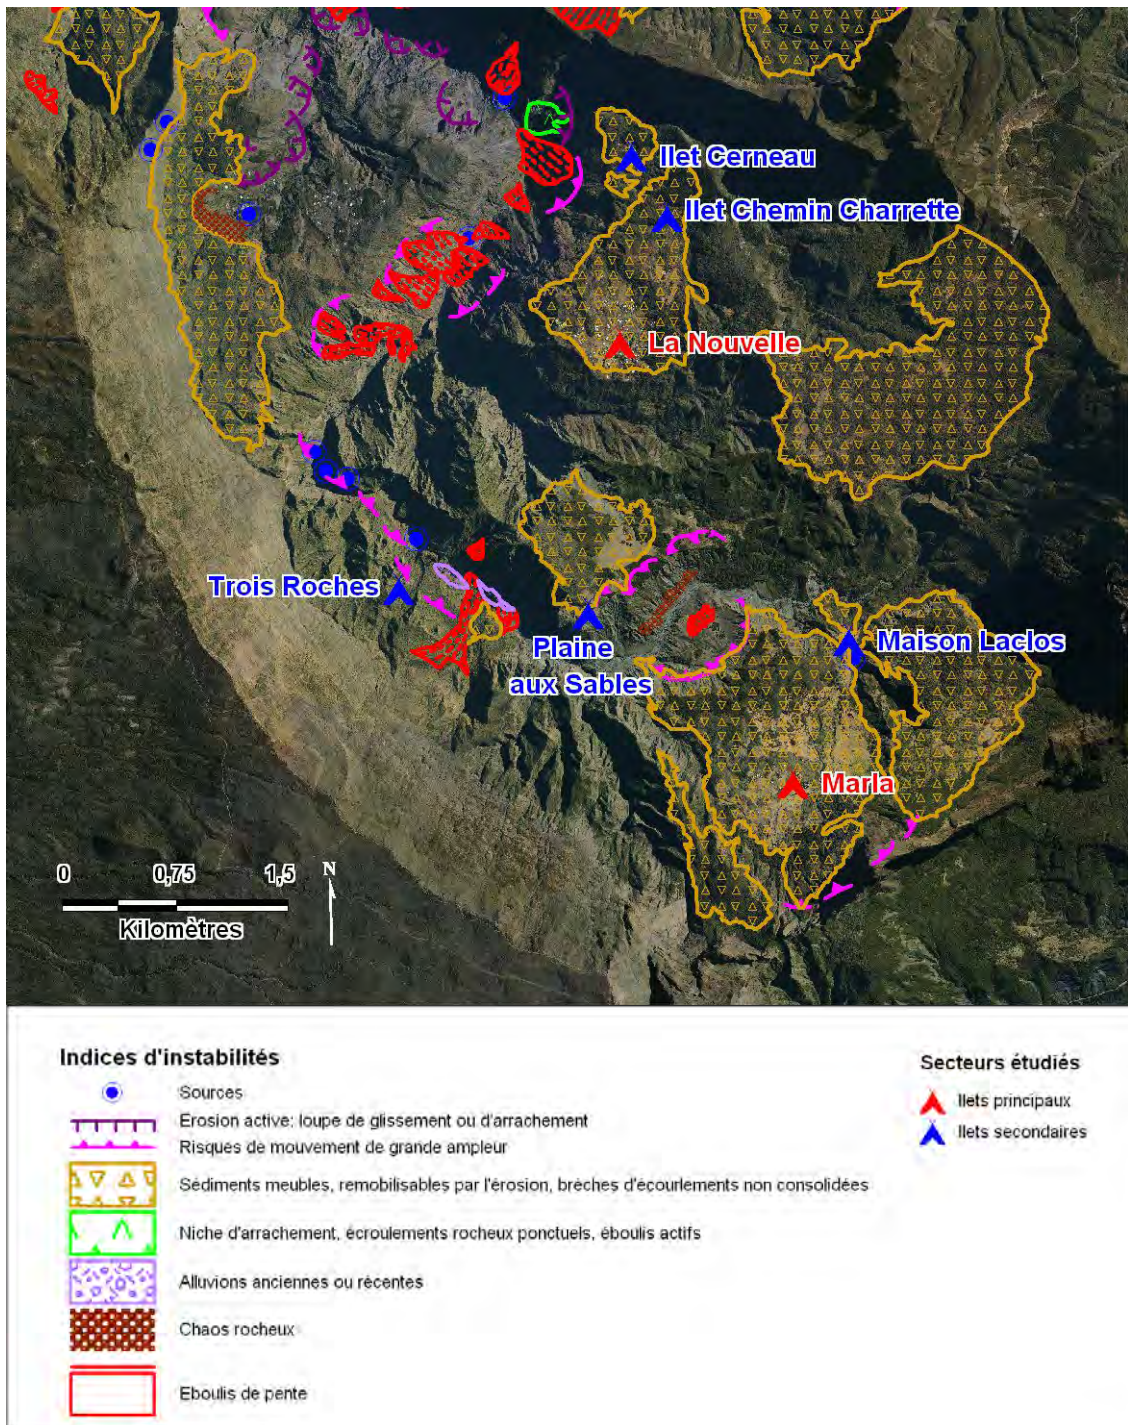 Ilet Cerneau
Ilet Chemin Charrette
La Nouvelle
Trois Roches
Plaine
aux Sables
Maison Laclos
Marla
0 0,75 1,5
Kilomètres
N
Indices d'instabilités
Sources
Erosion active: loupe de glissement ou d'arrachement
Risques de mouvement de grande ampleur
Sédiments meubles, remobilisables par l'érosion, brèches d'écourlements non consolidées
Niche d'arrachement, écroulements rocheux ponctuels, éboulis actifs
Alluvions anciennes ou récentes
Chaos rocheux
Eboulis de pente
Secteurs étudiés
Ilets principaux
Ilets secondaires